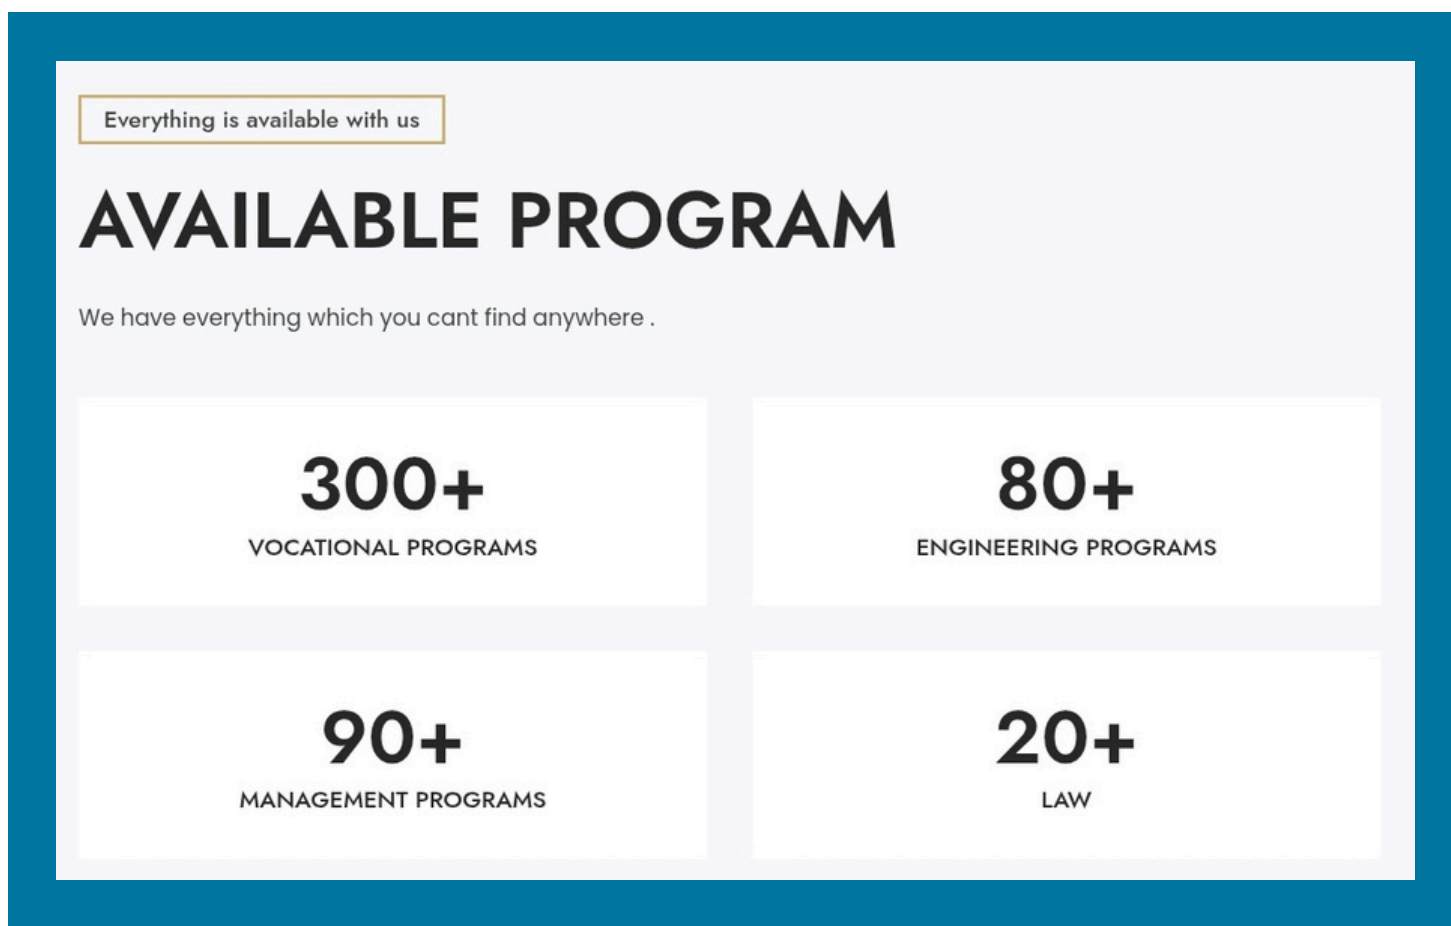 Everything is available with us
AVAILABLE PROGRAM
We have everything which you cant find anywhere .
300+
VOCATIONAL PROGRAMS
80+
ENGINEERING PROGRAMS
90+
MANAGEMENT PROGRAMS
20+
LAW